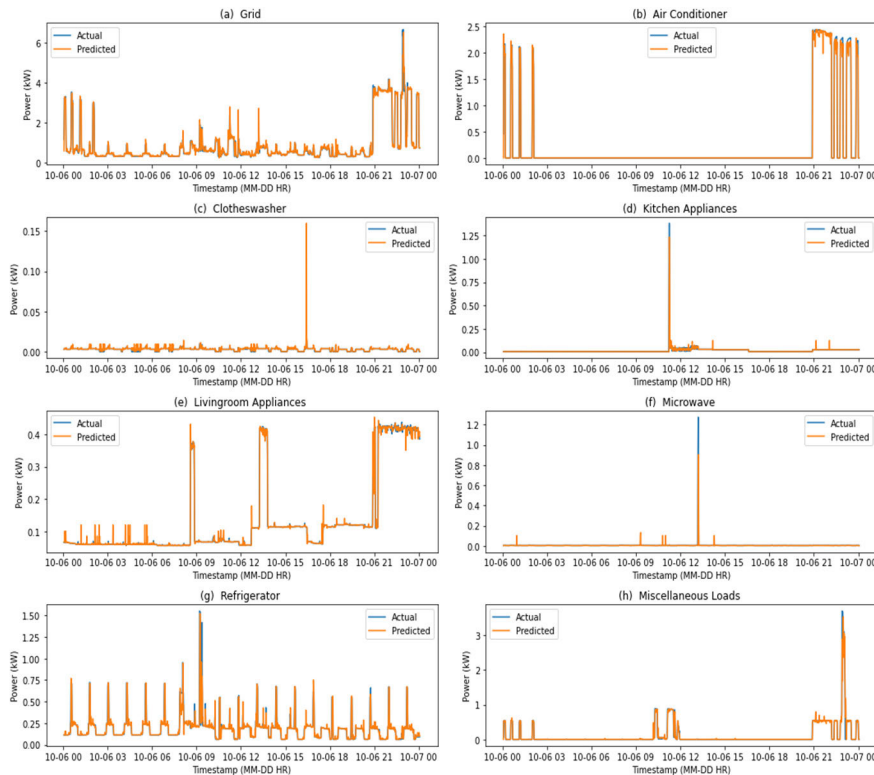 (a) Grid
Actual
Predicted
Power (kW)
6
4
2
0
10-06 00 10-06 03 10-06 06 10-06 09 10-06 12 10-06 15 10-06 18 10-06 21 10-07 00
Timestamp (MM-DD HR)
(b) Air Conditioner
Actual
Predicted
Power (kW)
2.5
2.0
1.5
1.0
0.5
0.0
10-06 00 10-06 03 10-06 06 10-06 09 10-06 12 10-06 15 10-06 18 10-06 21 10-07 00
Timestamp (MM-DD HR)
(c) Clotheswasher
Actual
Predicted
Power (kW)
0.15
0.10
0.05
0.00
10-06 00 10-06 03 10-06 06 10-06 09 10-06 12 10-06 15 10-06 18 10-06 21 10-07 00
Timestamp (MM-DD HR)
(d) Kitchen Appliances
Actual
Predicted
Power (kW)
1.25
1.00
0.75
0.50
0.25
0.00
10-06 00 10-06 03 10-06 06 10-06 09 10-06 12 10-06 15 10-06 18 10-06 21 10-07 00
Timestamp (MM-DD HR)
(e) Livingroom Appliances
Actual
Predicted
Power (kW)
0.4
0.3
0.2
0.1
10-06 00 10-06 03 10-06 06 10-06 09 10-06 12 10-06 15 10-06 18 10-06 21 10-07 00
Timestamp (MM-DD HR)
(f) Microwave
Actual
Predicted
Power (kW)
1.2
1.0
0.8
0.6
0.4
0.2
0.0
10-06 00 10-06 03 10-06 06 10-06 09 10-06 12 10-06 15 10-06 18 10-06 21 10-07 00
Timestamp (MM-DD HR)
(g) Refrigerator
Actual
Predicted
Power (kW)
1.50
1.25
1.00
0.75
0.50
0.25
0.00
10-06 00 10-06 03 10-06 06 10-06 09 10-06 12 10-06 15 10-06 18 10-06 21 10-07 00
Timestamp (MM-DD HR)
(h) Miscellaneous Loads
Actual
Predicted
Power (kW)
3
2
1
0
10-06 00 10-06 03 10-06 06 10-06 09 10-06 12 10-06 15 10-06 18 10-06 21 10-07 00
Timestamp (MM-DD HR)